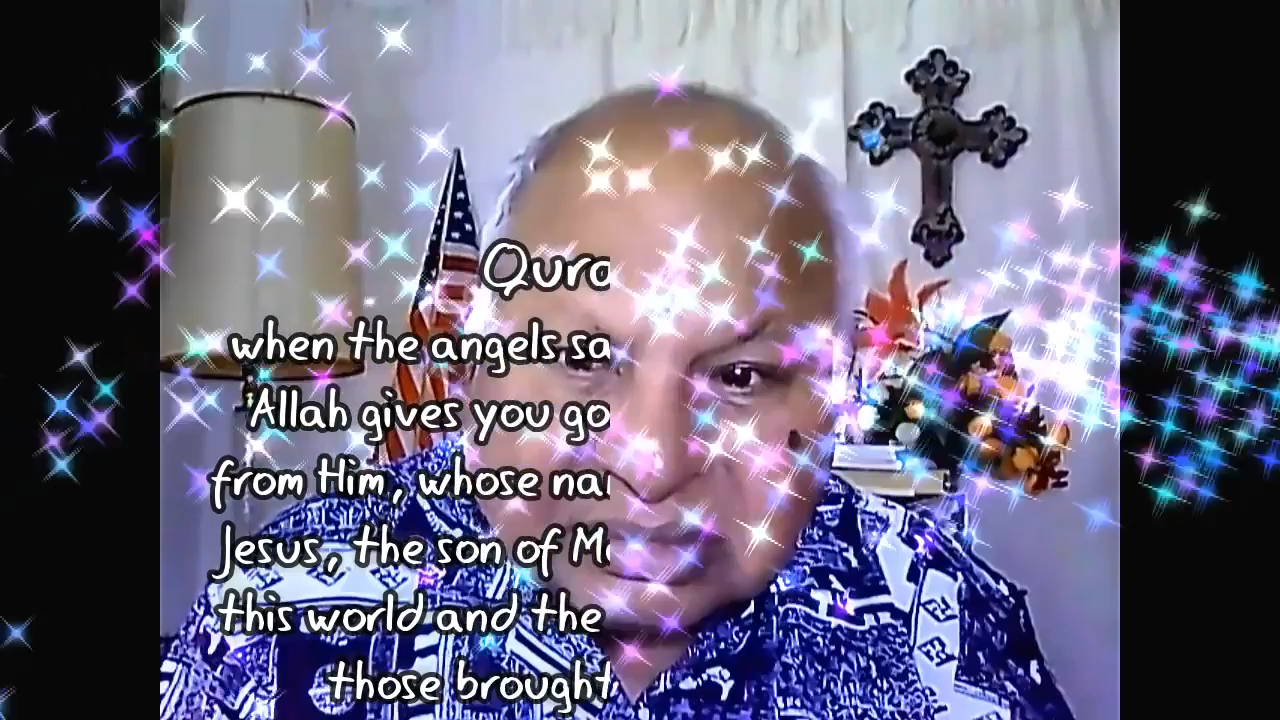 Qura
when the angels sa
"Allah gives you go
from Him, whose na
Jesus, the son of M
this world and the
those brought